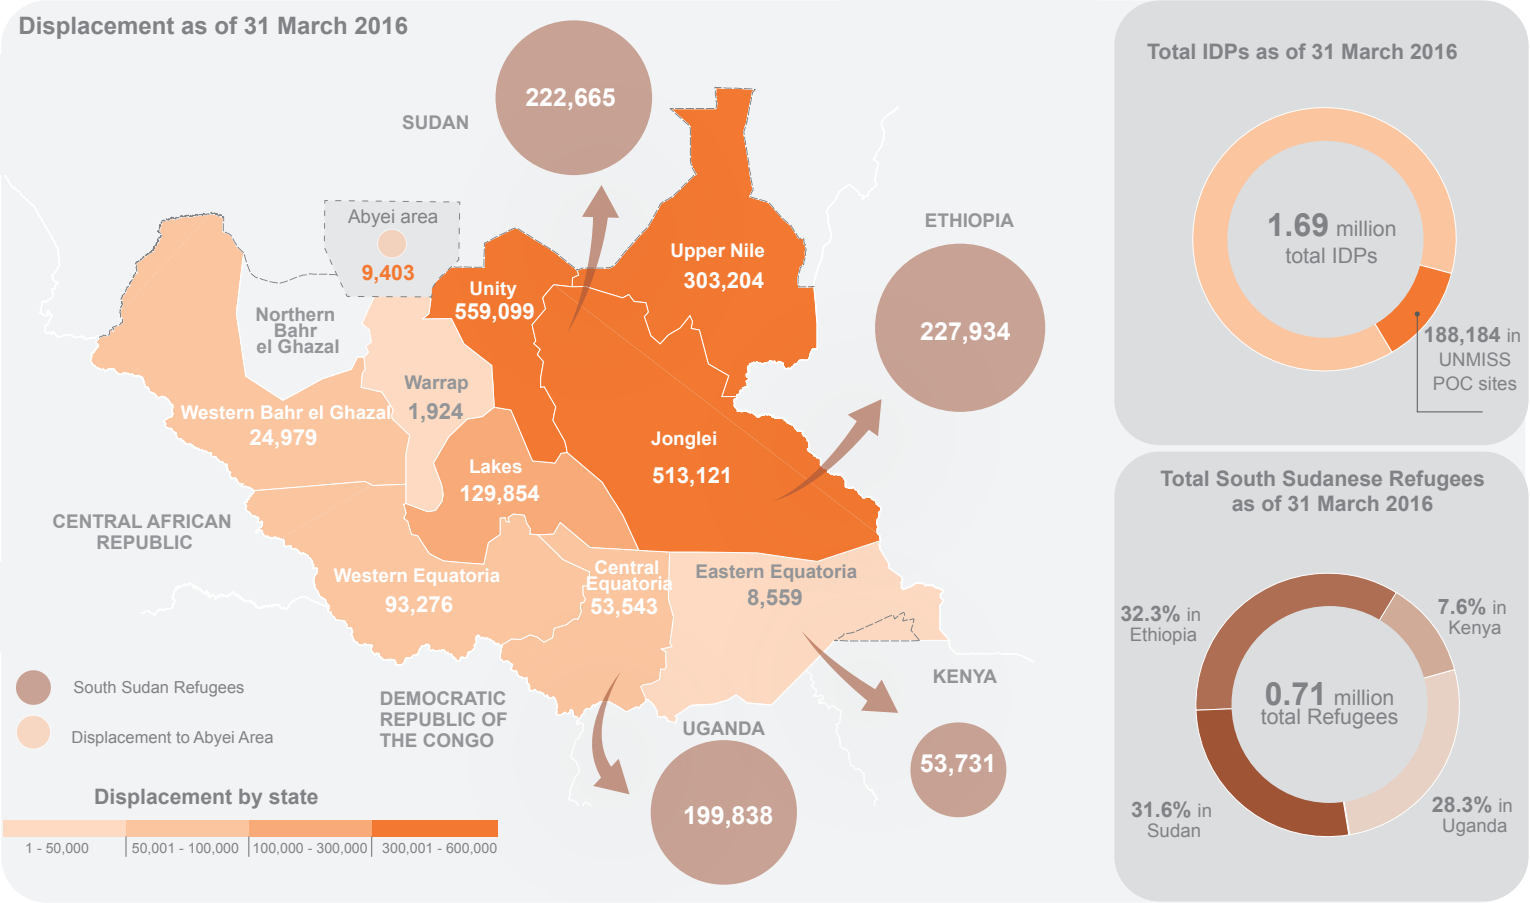 Displacement as of 31 March 2016
SUDAN
222,665
ETHIOPIA
227,934
Abyei area
9,403
Upper Nile
303,204
Unity
559,099
Northern
Bahr
el Ghazal
Warrap
1,924
Western Bahr el Ghazal
24,979
Jonglei
513,121
Lakes
129,854
CENTRAL AFRICAN
REPUBLIC
Western Equatoria
93,276
Central
Equatoria
53,543
Eastern Equatoria
8,559
KENYA
53,731
DEMOCRATIC
REPUBLIC OF
THE CONGO
UGANDA
199,838
South Sudan Refugees
Displacement to Abyei Area
Displacement by state
1 - 50,000
50,001 - 100,000
100,000 - 300,000
300,001 - 600,000
Total IDPs as of 31 March 2016
1.69 million
total IDPs
188,184 in
UNMISS
POC sites
Total South Sudanese Refugees
as of 31 March 2016
32.3% in
Ethiopia
7.6% in
Kenya
0.71 million
total Refugees
31.6% in
Sudan
28.3% in
Uganda